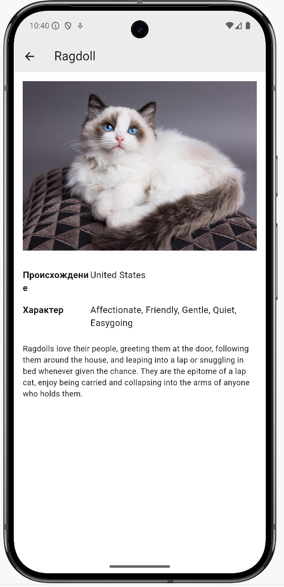 10:40
Ragdoll
Происхождени United States
е
Характер Affectionate, Friendly, Gentle, Quiet,
Easygoing
Ragdolls love their people, greeting them at the door, following
them around the house, and leaping into a lap or snuggling in
bed whenever given the chance. They are the epitome of a lap
cat, enjoy being carried and collapsing into the arms of anyone
who holds them.